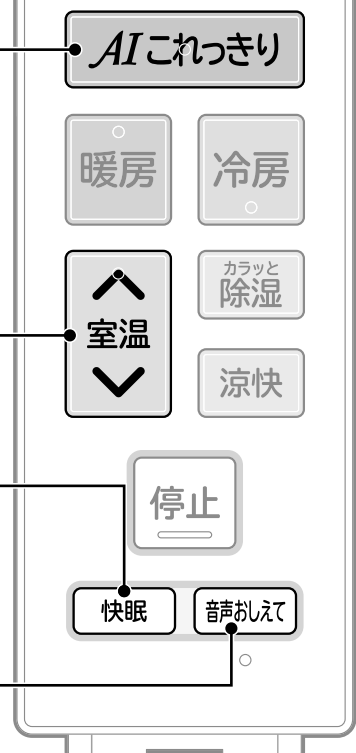 AIこれっきり
暖房
冷房
室温
カラッと
除湿
涼快
停止
快眠
音声おしえて